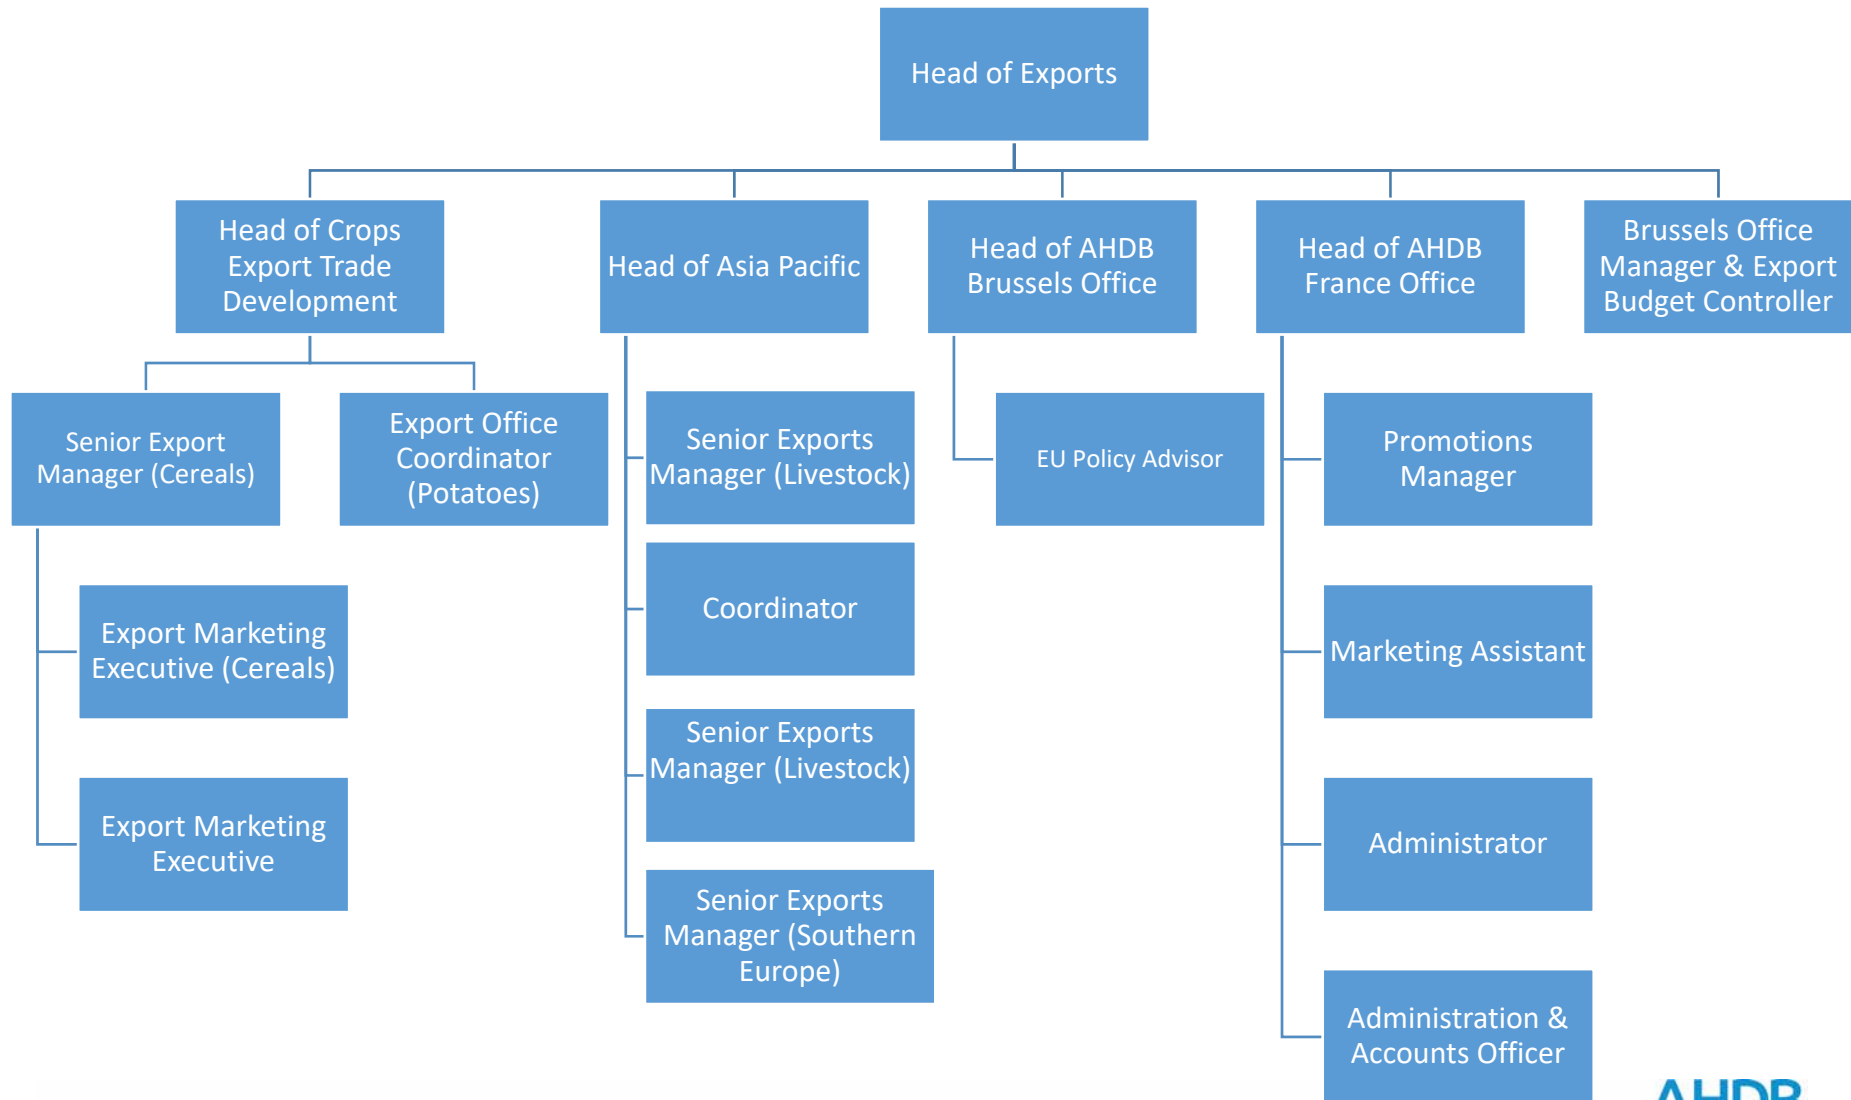 Head of Exports
Head of Crops
Export Trade
Development
Head of Asia Pacific
Head of AHDB
Brussels Office
Head of AHDB
France Office
Brussels Office
Manager & Export
Budget Controller
Senior Export
Manager (Cereals)
Export Office
Coordinator
(Potatoes)
Senior Exports
Manager (Livestock)
EU Policy Advisor
Promotions
Manager
Export Marketing
Executive (Cereals)
Coordinator
Marketing Assistant
Senior Exports
Manager (Livestock)
Export Marketing
Executive
Administrator
Senior Exports
Manager (Southern
Europe)
Administration &
Accounts Officer
AHDB